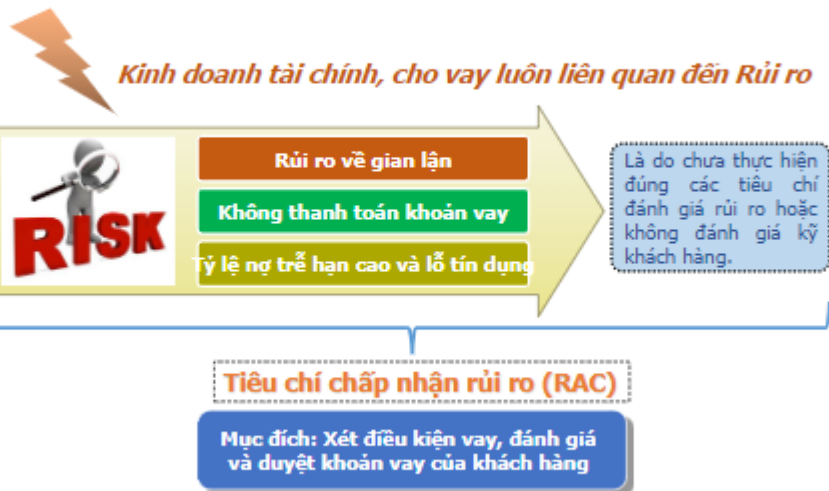 Kinh doanh tài chính, cho vay luôn liên quan đến Rủi ro
RISK
Rủi ro về gian lận
Không thanh toán khoản vay
Tỷ lệ nợ trễ hạn cao và lỗ tín dụng
Là do chưa thực hiện
đúng các tiêu chí
đánh giá rủi ro hoặc
không đánh giá kỹ
khách hàng.
Tiêu chí chấp nhận rủi ro (RAC)
Mục đích: Xét điều kiện vay, đánh giá
và duyệt khoản vay của khách hàng